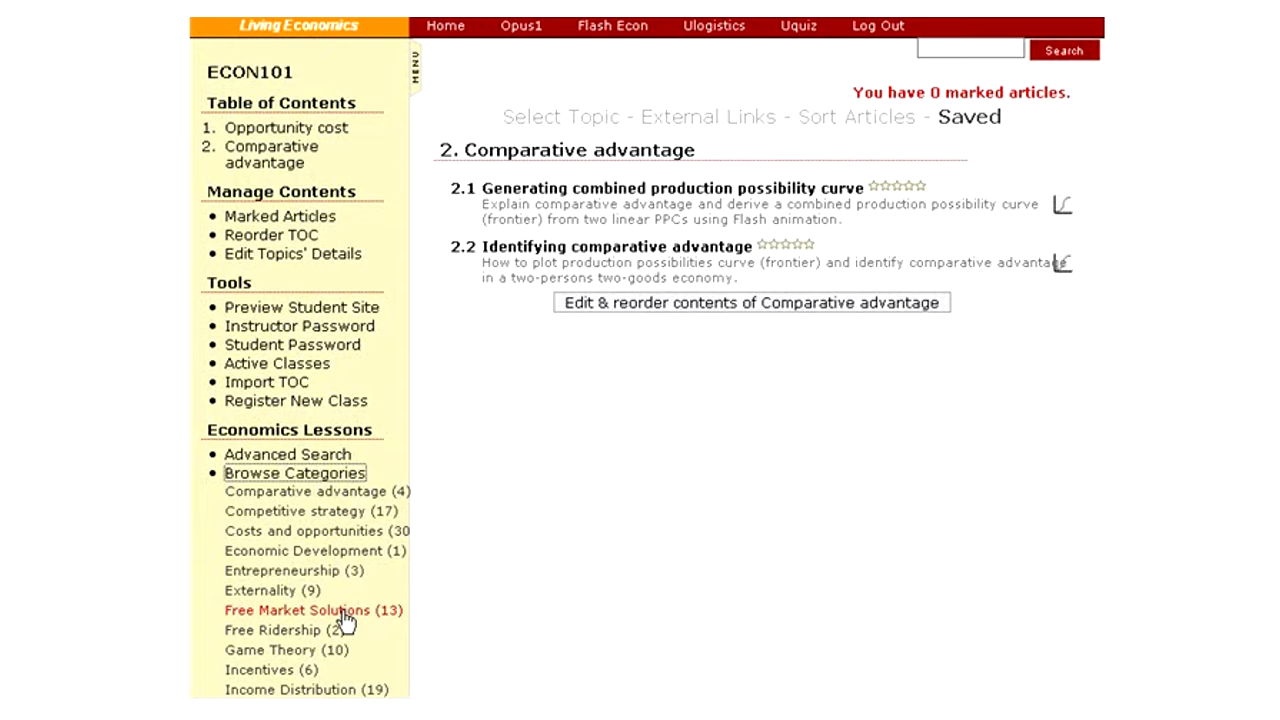 Living Economics
Home Opus1 Flash Econ Ulogistics Uquiz Log Out
MENU
Search
ECON101
Table of Contents
1. Opportunity cost
2. Comparative
advantage
Manage Contents
• Marked Articles
• Reorder TOC
• Edit Topics' Details
Tools
• Preview Student Site
• Instructor Password
• Student Password
• Active Classes
• Import TOC
• Register New Class
Economics Lessons
• Advanced Search
• Browse Categories
Comparative advantage (4)
Competitive strategy (17)
Costs and opportunities (30
Economic Development (1)
Entrepreneurship (3)
Externality (9)
Free Market Solutions (13)
Free Ridership (2)
Game Theory (10)
Incentives (6)
Income Distribution (19)
You have 0 marked articles.
Select Topic - External Links - Sort Articles - Saved
2. Comparative advantage
2.1 Generating combined production possibility curve
Explain comparative advantage and derive a combined production possibility curve
(frontier) from two linear PPCs using Flash animation.
2.2 Identifying comparative advantage
How to plot production possibilities curve (frontier) and identify comparative advantage
in a two-persons two-goods economy.
Edit & reorder contents of Comparative advantage